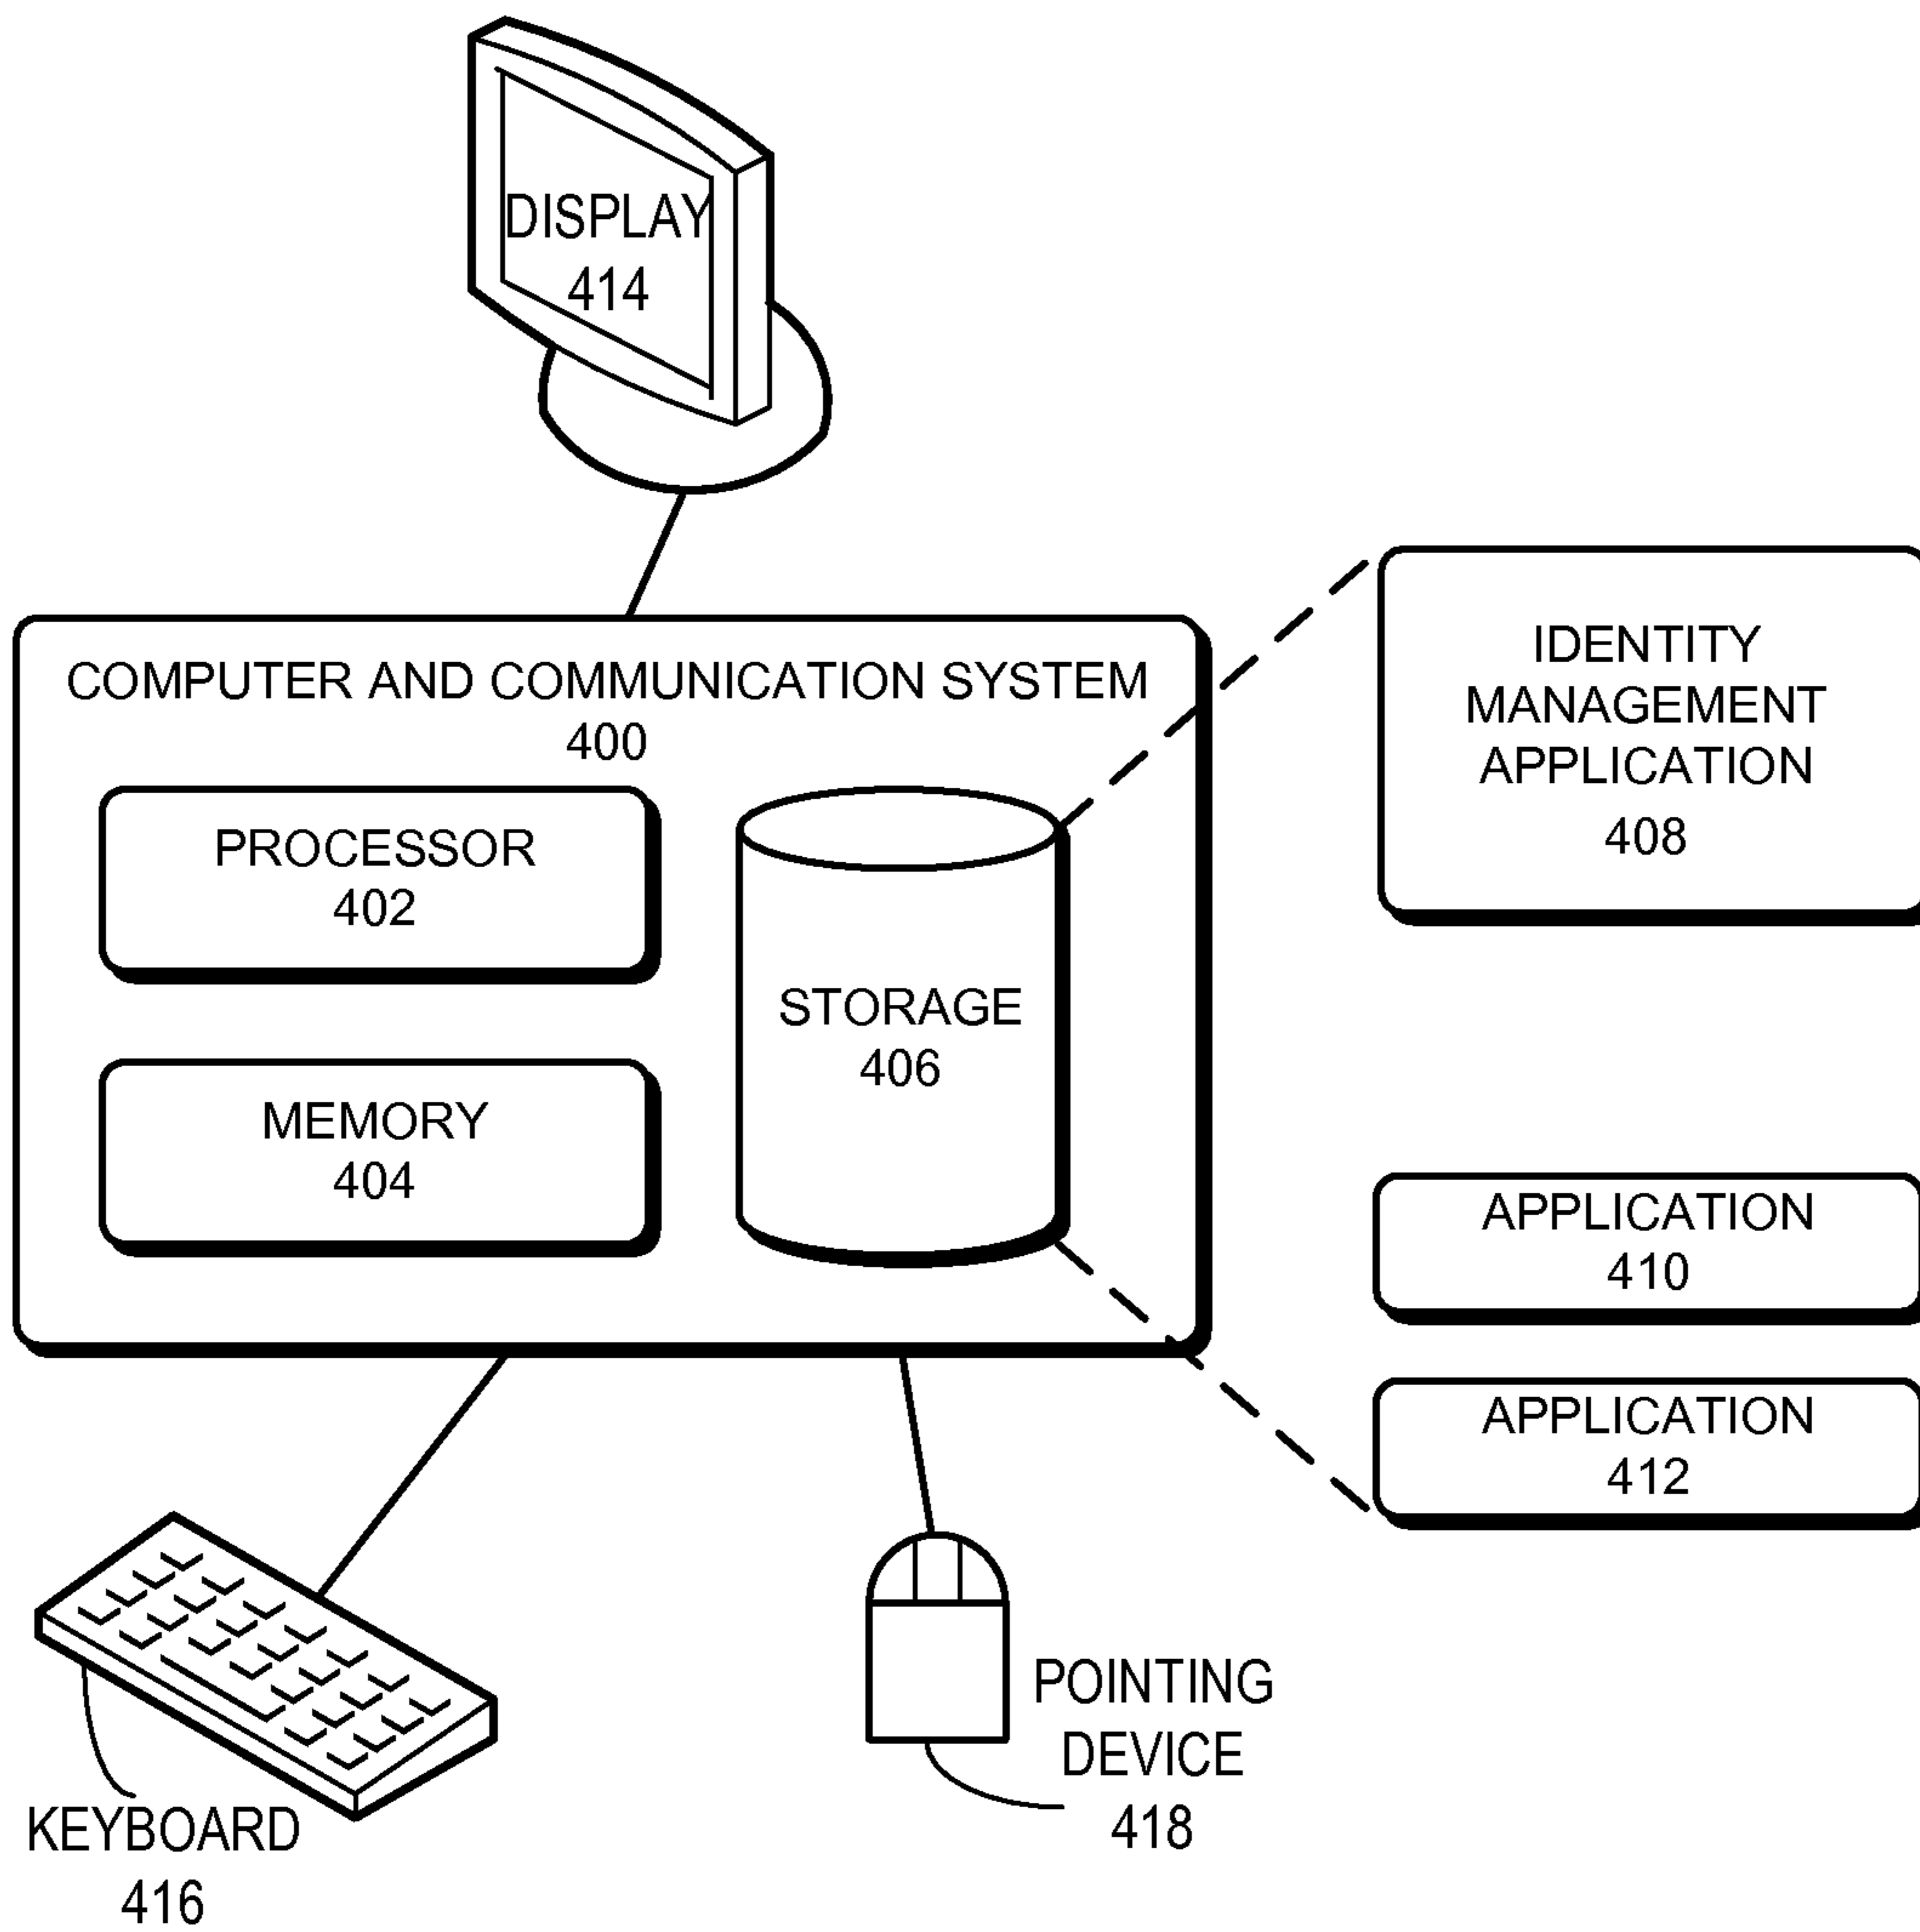 DISPLAY
414
COMPUTER AND COMMUNICATION SYSTEM
400
PROCESSOR
402
MEMORY
404
STORAGE
406
IDENTITY
MANAGEMENT
APPLICATION
408
APPLICATION
410
APPLICATION
412
KEYBOARD
416
POINTING
DEVICE
418